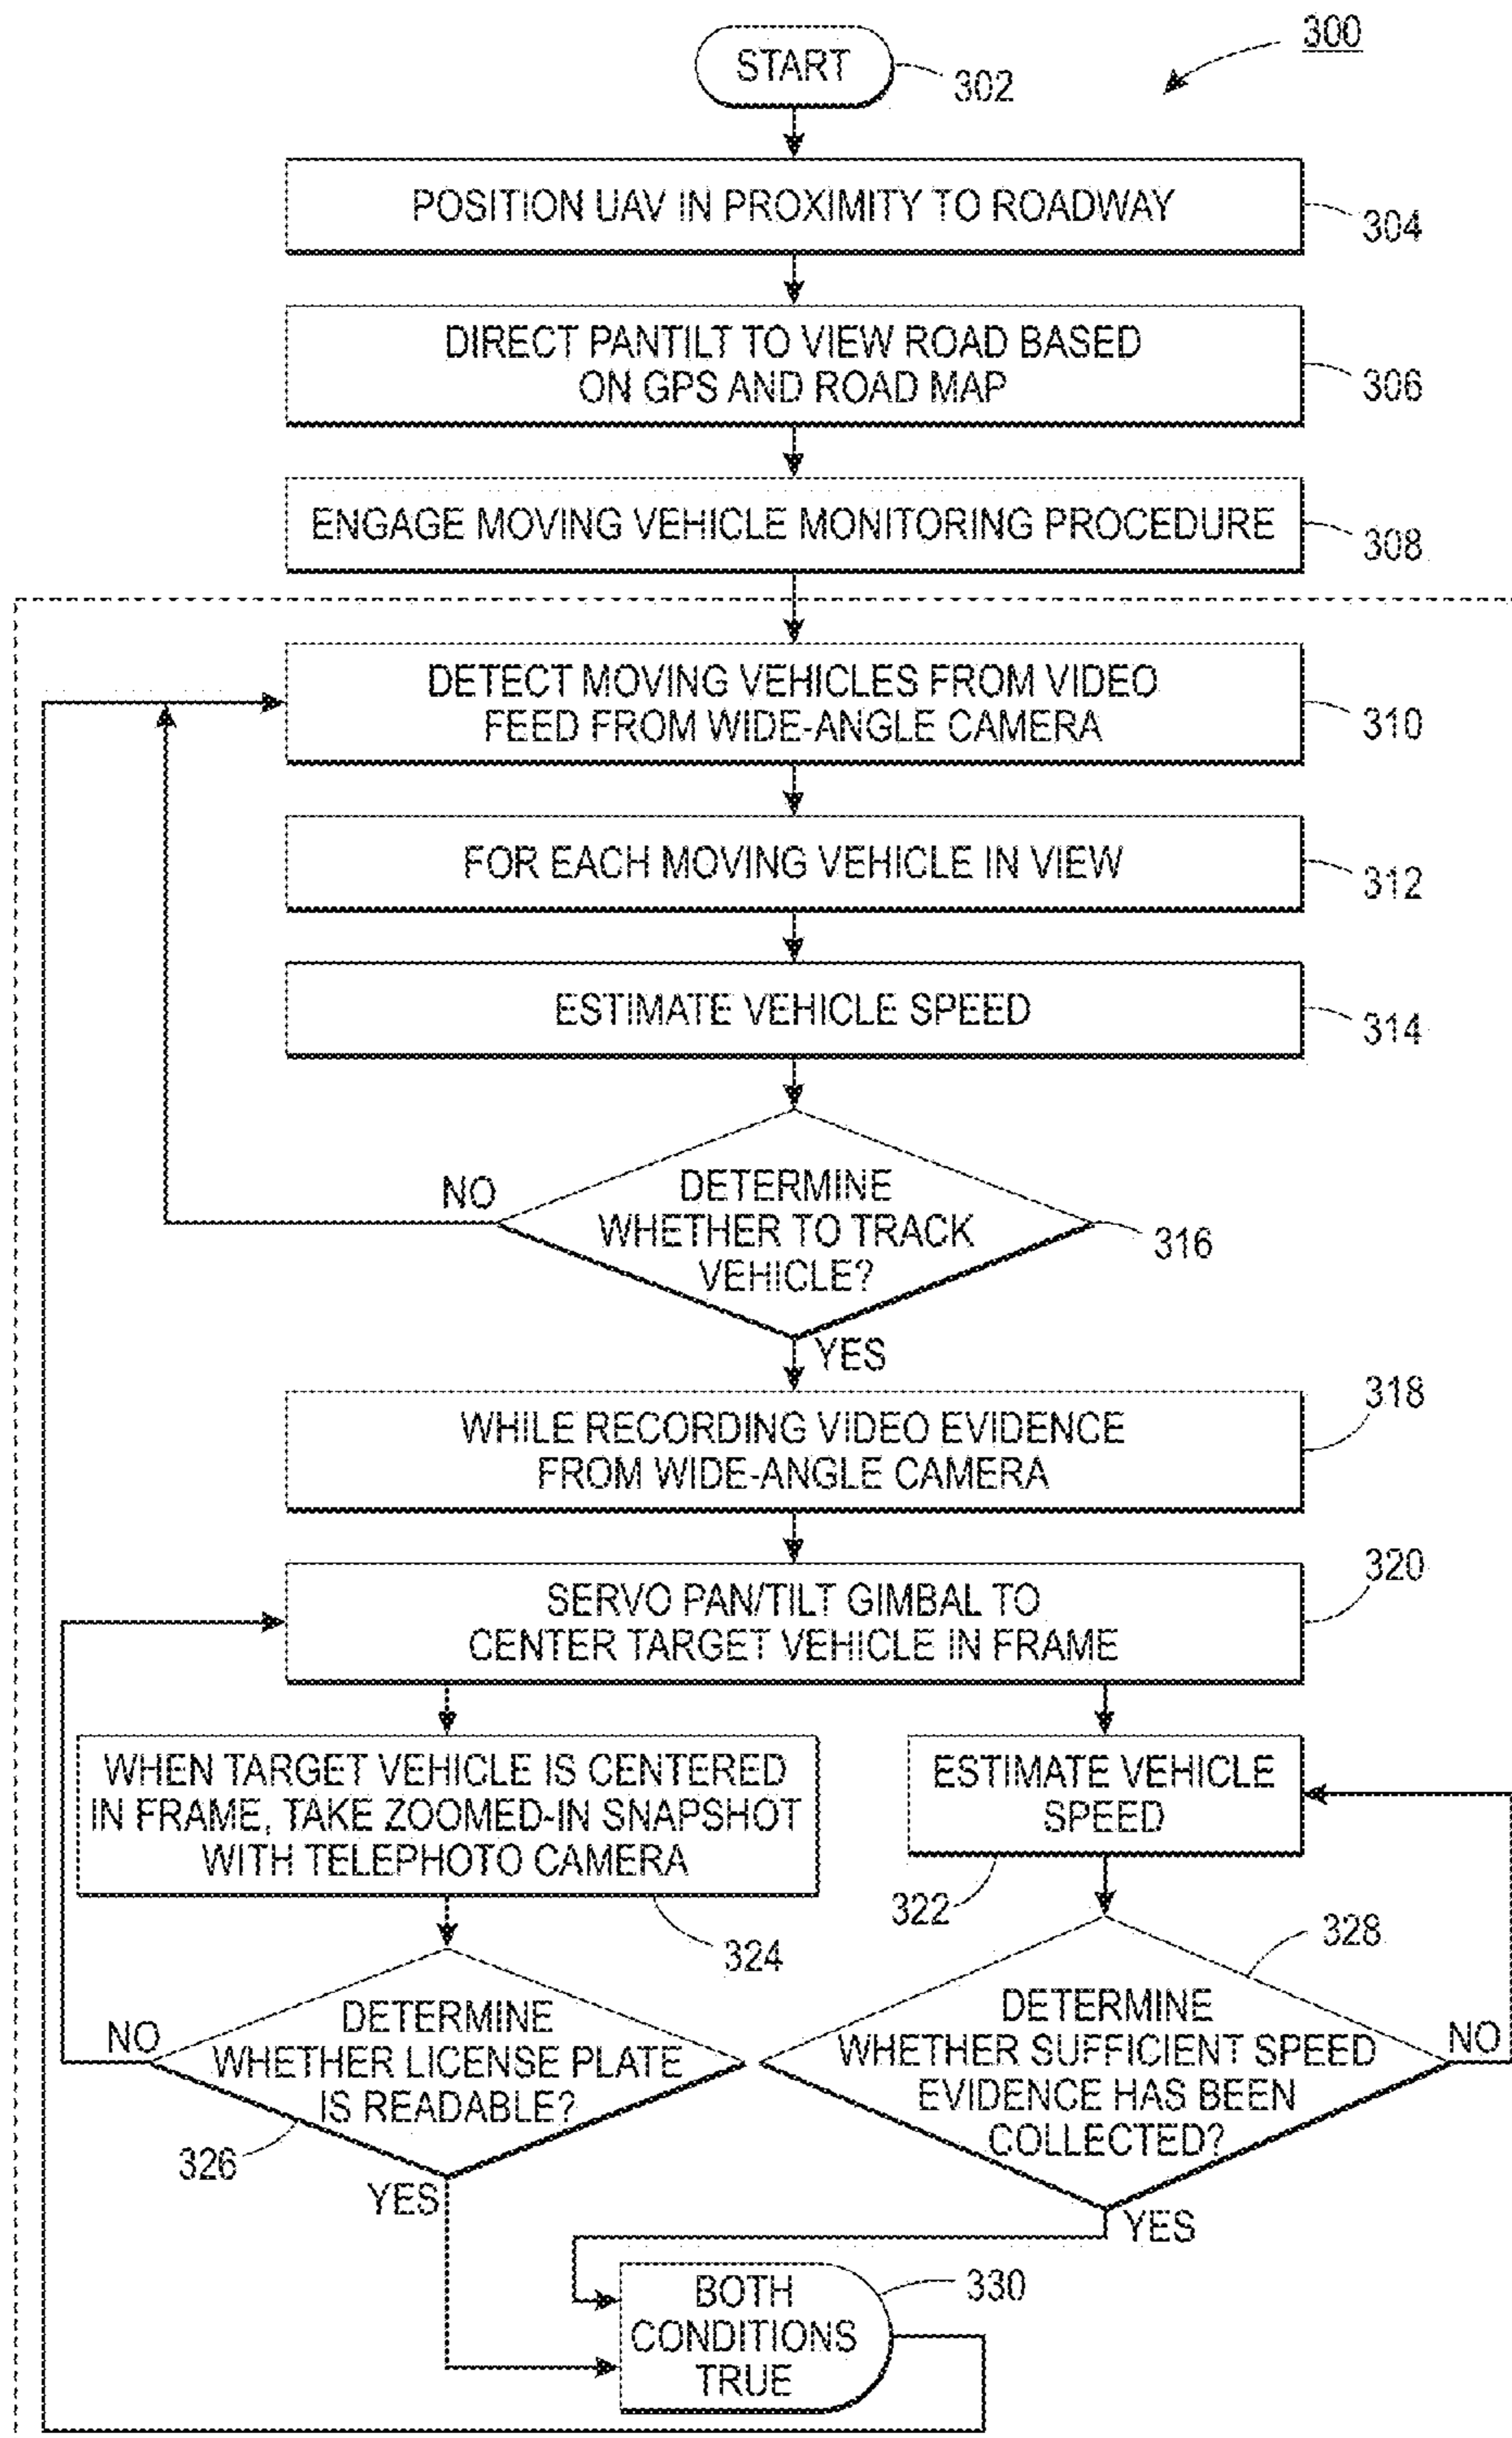 300
START
302
POSITION UAV IN PROXIMITY TO ROADWAY
304
DIRECT PANTILT TO VIEW ROAD BASED
ON GPS AND ROAD MAP
306
ENGAGE MOVING VEHICLE MONITORING PROCEDURE
308
DETECT MOVING VEHICLES FROM VIDEO
FEED FROM WIDE-ANGLE CAMERA
310
FOR EACH MOVING VEHICLE IN VIEW
312
ESTIMATE VEHICLE SPEED
314
NO
DETERMINE
WHETHER TO TRACK
VEHICLE?
316
YES
WHILE RECORDING VIDEO EVIDENCE
FROM WIDE-ANGLE CAMERA
318
SERVO PAN/TILT GIMBAL TO
CENTER TARGET VEHICLE IN FRAME
320
WHEN TARGET VEHICLE IS CENTERED
IN FRAME, TAKE ZOOMED-IN SNAPSHOT
WITH TELEPHOTO CAMERA
324
ESTIMATE VEHICLE
SPEED
322
NO
DETERMINE
WHETHER LICENSE PLATE
IS READABLE?
326
YES
328
DETERMINE
WHETHER SUFFICIENT SPEED
EVIDENCE HAS BEEN
COLLECTED?
NO
YES
BOTH
CONDITIONS
TRUE
330